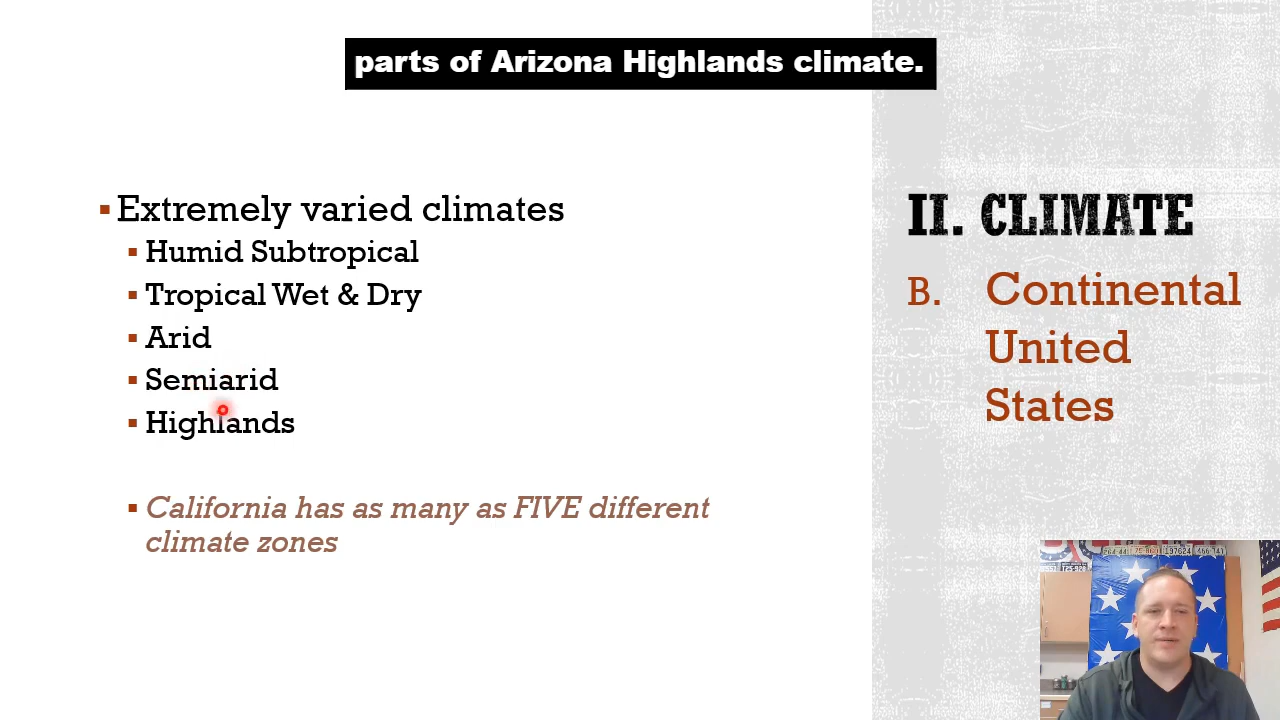 parts of Arizona Highlands climate.
▪ Extremely varied climates
▪ Humid Subtropical
▪ Tropical Wet & Dry
▪ Arid
▪ Semiarid
▪ Highlands
▪ California has as many as FIVE different
climate zones
II. CLIMATE
B. Continental
United
States
197624